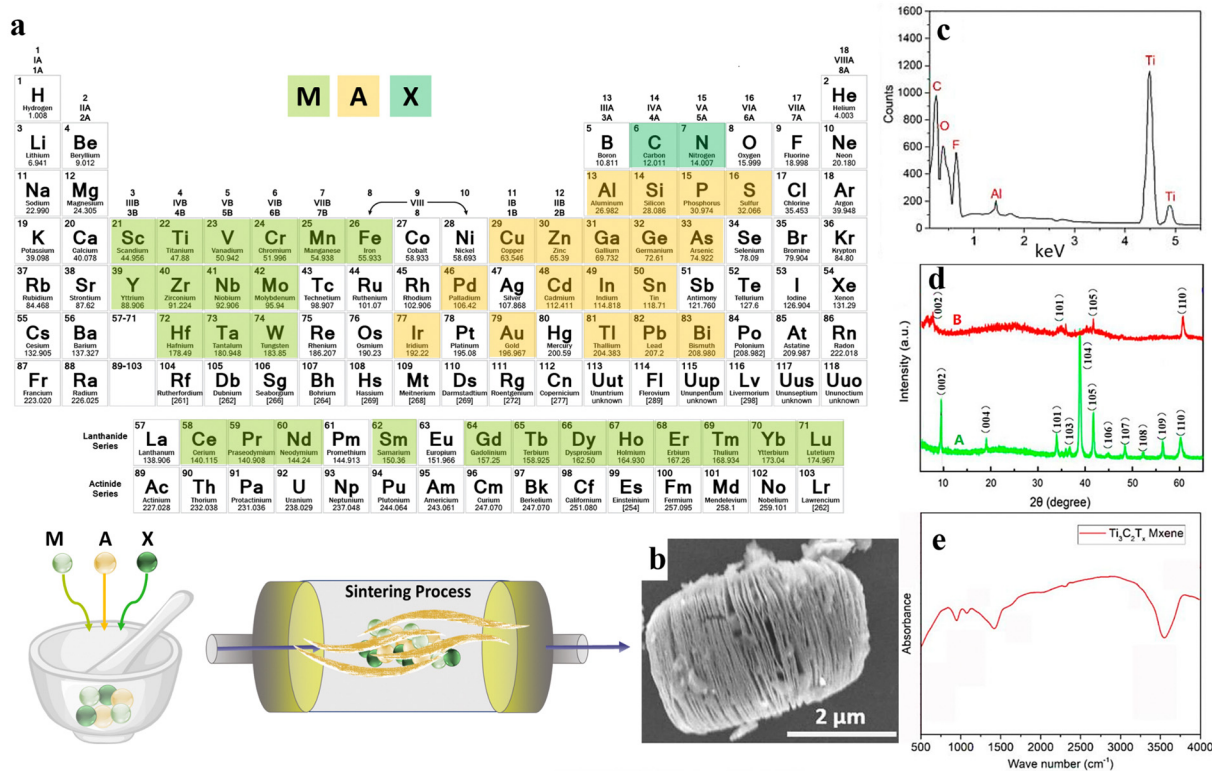 a
M A X
1
IA
1A
2
IIA
2A
3
IIIB
3B
4
IVB
4B
5
VB
5B
6
VIB
6B
7
VIIB
7B
8
9
10
VIII
8
11
IB
1B
12
IIB
2B
13
IIIA
3A
14
IVA
4A
15
VA
5A
16
VIA
6A
17
VIIA
7A
18
VIIIA
8A
1 H Hydrogen 1.008
2 He Helium 4.003
3 Li Lithium 6.941
4 Be Beryllium 9.012
5 B Boron 10.811
6 C Carbon 12.011
7 N Nitrogen 14.007
8 O Oxygen 15.999
9 F Fluorine 18.998
10 Ne Neon 20.180
11 Na Sodium 22.990
12 Mg Magnesium 24.305
13 Al Aluminum 26.982
14 Si Silicon 28.086
15 P Phosphorus 30.974
16 S Sulfur 32.066
17 Cl Chlorine 35.453
18 Ar Argon 39.948
19 K Potassium 39.098
20 Ca Calcium 40.078
21 Sc Scandium 44.956
22 Ti Titanium 47.88
23 V Vanadium 50.942
24 Cr Chromium 51.996
25 Mn Manganese 54.938
26 Fe Iron 55.933
27 Co Cobalt 58.933
28 Ni Nickel 58.693
29 Cu Copper 63.546
30 Zn Zinc 65.39
31 Ga Gallium 69.732
32 Ge Germanium 72.61
33 As Arsenic 74.922
34 Se Selenium 78.09
35 Br Bromine 79.904
36 Kr Krypton 84.80
37 Rb Rubidium 84.468
38 Sr Strontium 87.62
39 Y Yttrium 88.906
40 Zr Zirconium 91.224
41 Nb Niobium 92.906
42 Mo Molybdenum 95.94
43 Tc Technetium 98.907
44 Ru Ruthenium 101.07
45 Rh Rhodium 102.906
46 Pd Palladium 106.42
47 Ag Silver 107.868
48 Cd Cadmium 112.411
49 In Indium 114.818
50 Sn Tin 118.71
51 Sb Antimony 121.760
52 Te Tellurium 127.6
53 I Iodine 126.904
54 Xe Xenon 131.29
55 Cs Cesium 132.905
56 Ba Barium 137.327
57-71
72 Hf Hafnium 178.49
73 Ta Tantalum 180.948
74 W Tungsten 183.85
75 Re Rhenium 186.207
76 Os Osmium 190.23
77 Ir Iridium 192.22
78 Pt Platinum 195.08
79 Au Gold 196.967
80 Hg Mercury 200.59
81 Tl Thallium 204.383
82 Pb Lead 207.2
83 Bi Bismuth 208.980
84 Po Polonium [208.982]
85 At Astatine 209.987
86 Rn Radon 222.018
87 Fr Francium 223.020
88 Ra Radium 226.025
89-103
104 Rf Rutherfordium [261]
105 Db Dubnium [262]
106 Sg Seaborgium [266]
107 Bh Bohrium [264]
108 Hs Hassium [269]
109 Mt Meitnerium [268]
110 Ds Darmstadtium [269]
111 Rg Roentgenium [272]
112 Cn Copernicium [277]
113 Uut Ununtrium unknown
114 Fl Flerovium [289]
115 Uup Ununpentium unknown
116 Lv Livermorium [298]
117 Uus Ununseptium unknown
118 Uuo Ununoctium unknown
Lanthanide
Series
57 La Lanthanum 138.906
58 Ce Cerium 140.115
59 Pr Praseodymium 140.908
60 Nd Neodymium 144.24
61 Pm Promethium 144.913
62 Sm Samarium 150.36
63 Eu Europium 151.966
64 Gd Gadolinium 157.25
65 Tb Terbium 158.925
66 Dy Dysprosium 162.50
67 Ho Holmium 164.930
68 Er Erbium 167.26
69 Tm Thulium 168.934
70 Yb Ytterbium 173.04
71 Lu Lutetium 174.967
Actinide
Series
89 Ac Actinium 227.028
90 Th Thorium 232.038
91 Pa Protactinium 231.036
92 U Uranium 238.029
93 Np Neptunium 237.048
94 Pu Plutonium 244.064
95 Am Americium 243.061
96 Cm Curium 247.070
97 Bk Berkelium 247.070
98 Cf Californium 251.080
99 Es Einsteinium [254]
100 Fm Fermium 257.095
101 Md Mendelevium 258.1
102 No Nobelium 259.101
103 Lr Lawrencium [262]
M A X
Sintering Process
b
2 µm
c
Counts
1600
1400
1200
1000
800
600
400
200
0
C
O
F
Al
Ti
Ti
1 2 3 4 5
keV
d
Intensity (a.u.)
(002)
B
(101)
(105)
(110)
(002)
A
(004)
(101)
(103)
(104)
(105)
(106)
(107)
(108)
(109)
(110)
10 20 30 40 50 60
2θ (degree)
e
Ti₃C₂Tₓ Mxene
Absorbance
500 1000 1500 2000 2500 3000 3500 4000
Wave number (cm⁻¹)